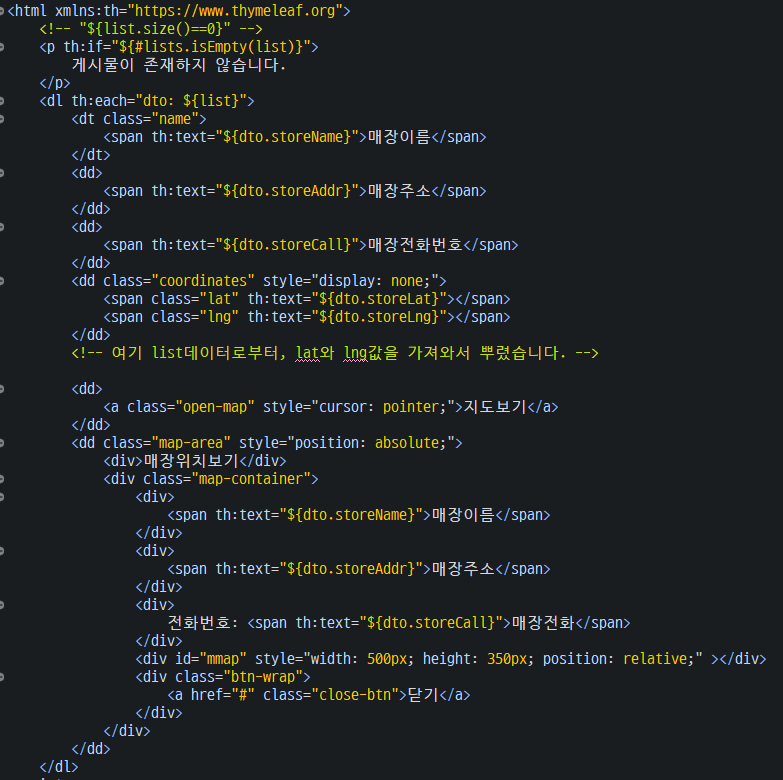 <html xmlns:th="https://www.thymeleaf.org">
<!-- "${list.size()==0}" -->
<p th:if="${#lists.isEmpty(list)}">
게시물이 존재하지 않습니다.
</p>
<dl th:each="dto: ${list}">
<dt class="name">
<span th:text="${dto.storeName}">매장이름</span>
</dt>
<dd>
<span th:text="${dto.storeAddr}">매장주소</span>
</dd>
<dd>
<span th:text="${dto.storeCall}">매장전화번호</span>
</dd>
<dd class="coordinates" style="display: none;">
<span class="lat" th:text="${dto.storeLat}"></span>
<span class="lng" th:text="${dto.storeLng}"></span>
</dd>
<!-- 여기 list데이터로부터, lat와 lng값을 가져와서 뿌렸습니다. -->
<dd>
<a class="open-map" style="cursor: pointer;">지도보기</a>
</dd>
<dd class="map-area" style="position: absolute;">
<div>매장위치보기</div>
<div class="map-container">
<div>
<span th:text="${dto.storeName}">매장이름</span>
</div>
<div>
<span th:text="${dto.storeAddr}">매장주소</span>
</div>
<div>
전화번호: <span th:text="${dto.storeCall}">매장전화</span>
</div>
<div id="mmap" style="width: 500px; height: 350px; position: relative;" ></div>
<div class="btn-wrap">
<a href="#" class="close-btn">닫기</a>
</div>
</div>
</dd>
</dl>